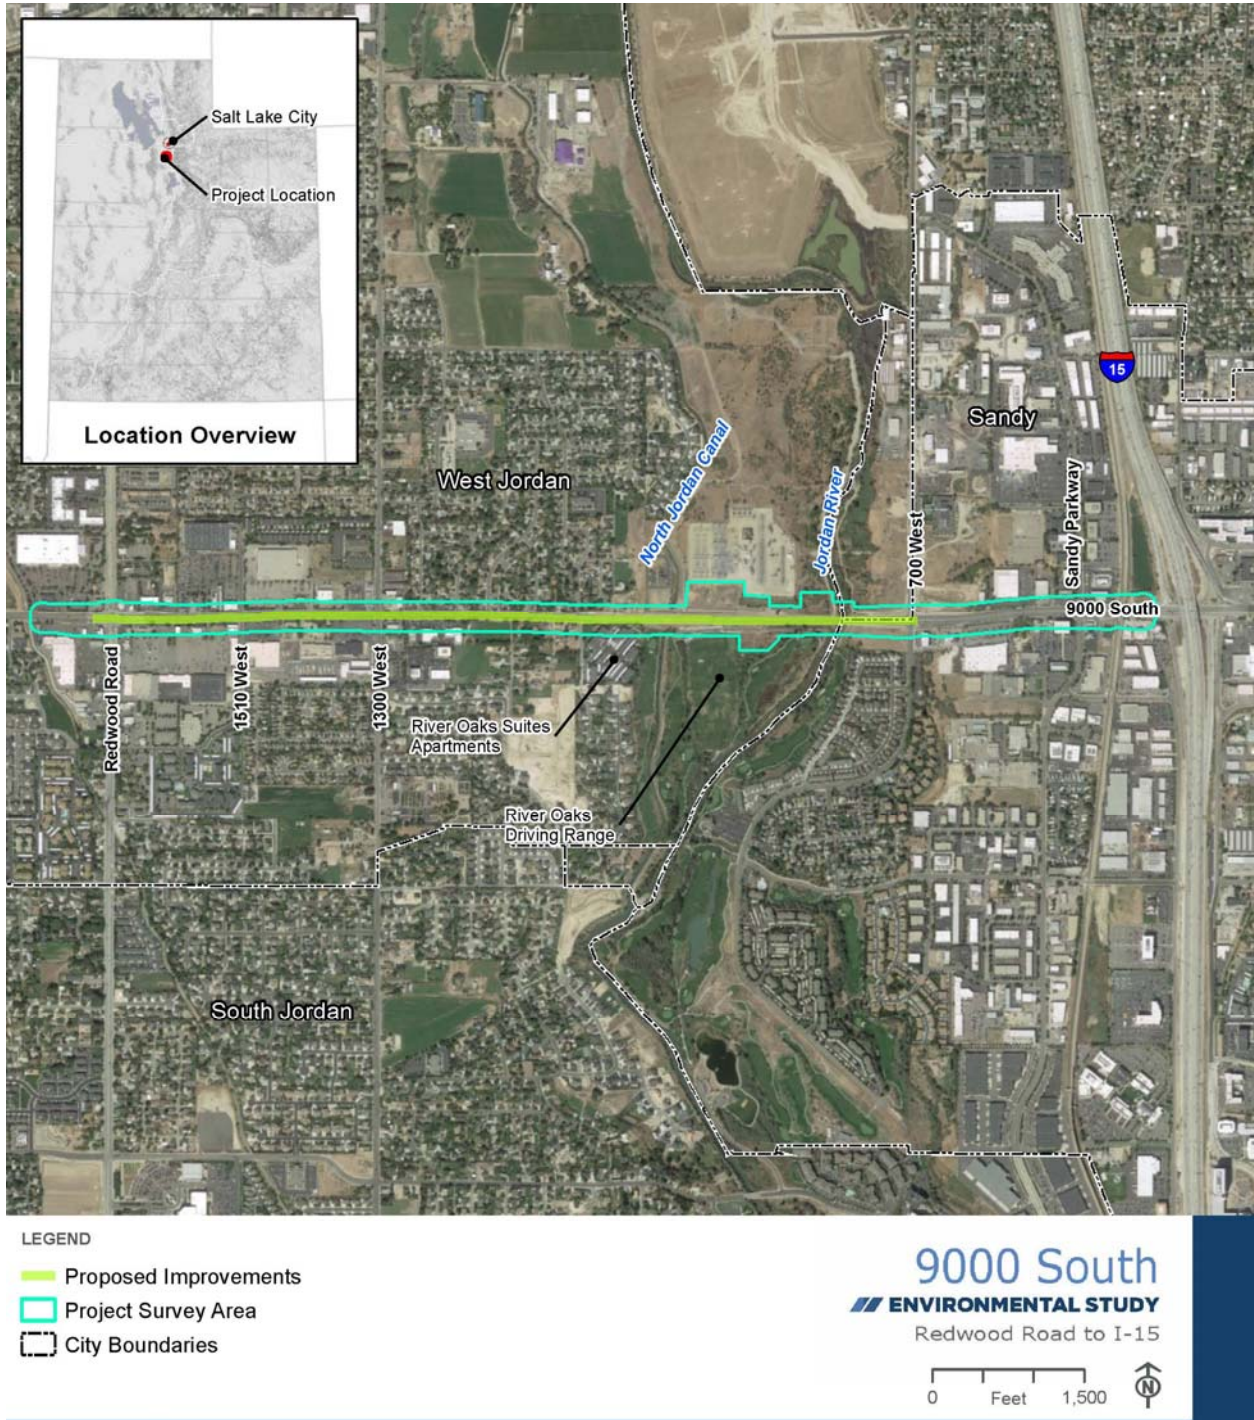 Salt Lake City
Project Location
Location Overview
15
Sandy
West Jordan
North Jordan Canal
Jordan River
700 West
Sandy Parkway
9000 South
Redwood Road
1510 West
1300 West
River Oaks Suites
Apartments
River Oaks
Driving Range
South Jordan
LEGEND
Proposed Improvements
Project Survey Area
City Boundaries
9000 South
ENVIRONMENTAL STUDY
Redwood Road to I-15
0 Feet 1,500
N